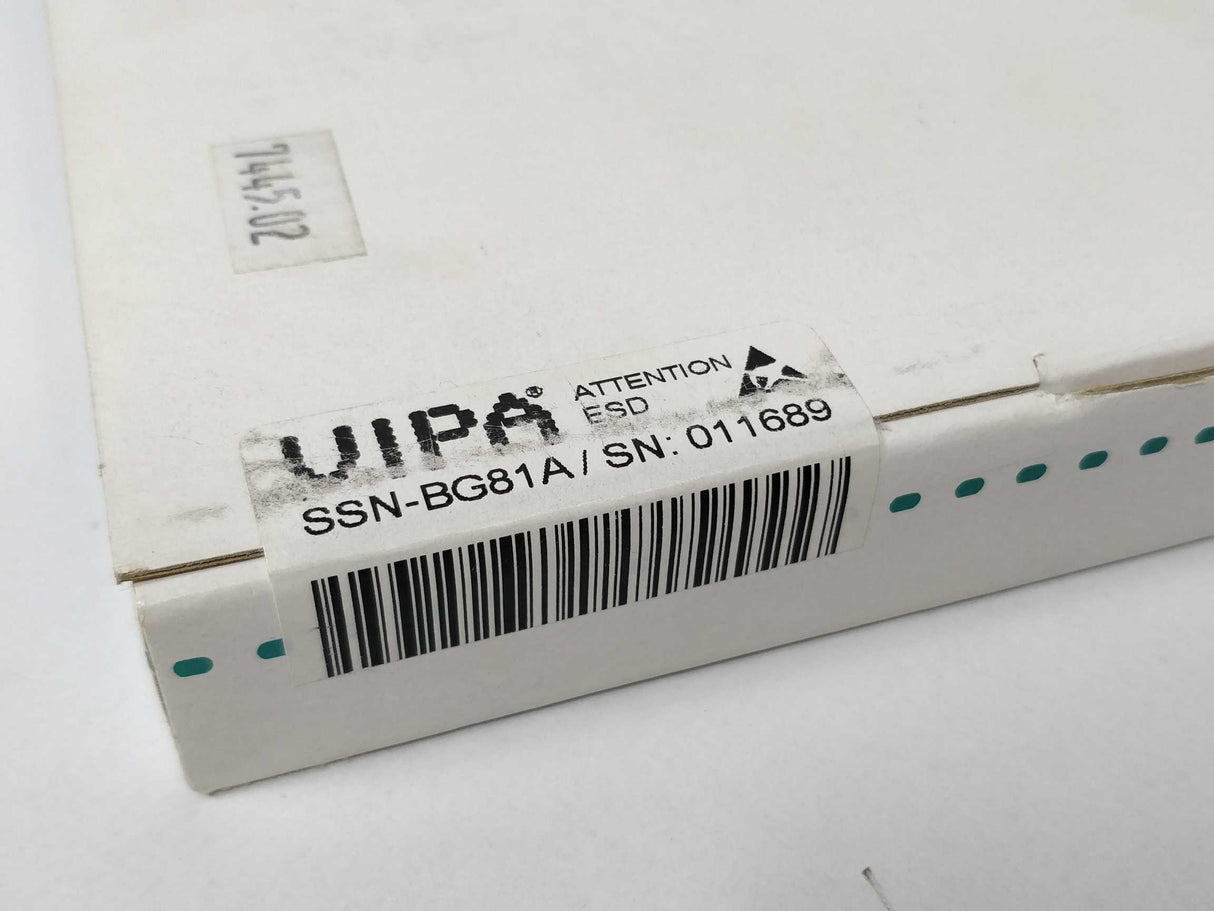 7445.02
VIPA® ATTENTION
ESD
SSN-BG81A / SN: 011689